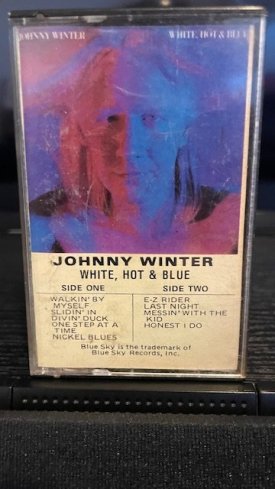 JOHNNY WINTER WHITE, HOT & BLUE
JOHNNY WINTER
WHITE, HOT & BLUE
SIDE ONE
WALKIN' BY
MYSELF
SLIDIN' IN
DIVIN' DUCK
ONE STEP AT A
TIME
NICKEL BLUES
SIDE TWO
E-Z RIDER
LAST NIGHT
MESSIN' WITH THE
KID
HONEST I DO
Blue Sky is the trademark of
Blue Sky Records, Inc.